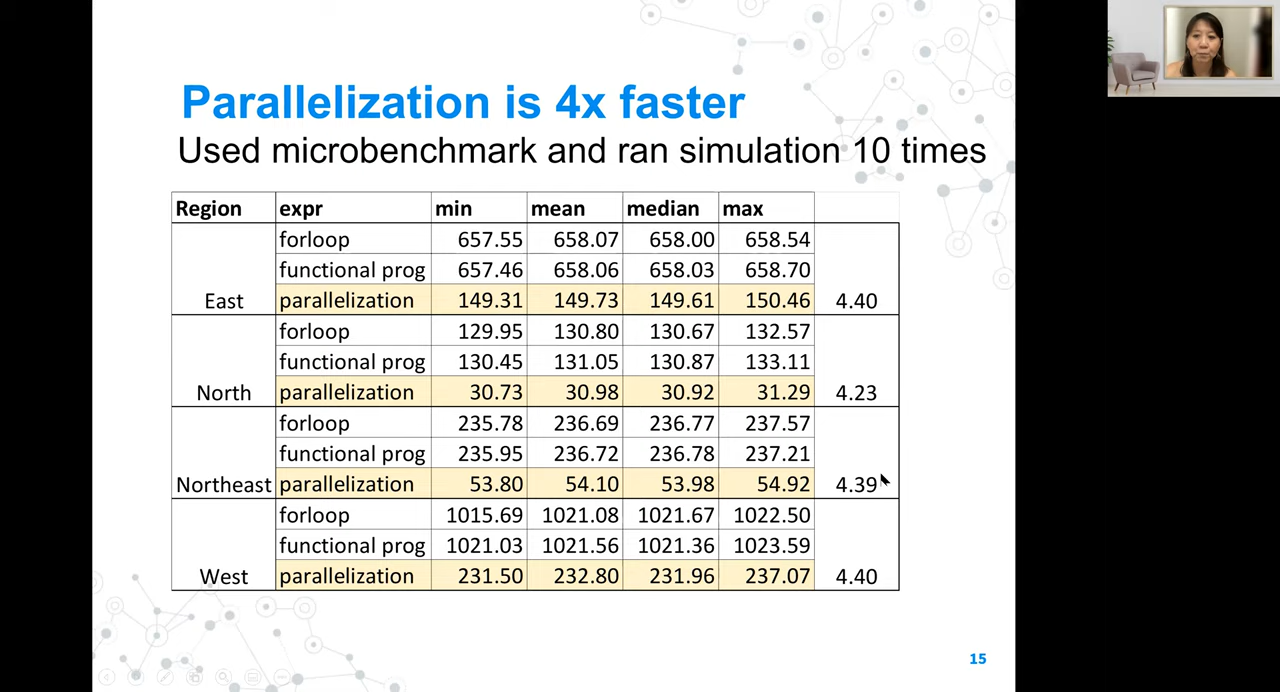 Parallelization is 4x faster
Used microbenchmark and ran simulation 10 times
Region expr min mean median max
forloop 657.55 658.07 658.00 658.54
functional prog 657.46 658.06 658.03 658.70
East parallelization 149.31 149.73 149.61 150.46 4.40
forloop 129.95 130.80 130.67 132.57
functional prog 130.45 131.05 130.87 133.11
North parallelization 30.73 30.98 30.92 31.29 4.23
forloop 235.78 236.69 236.77 237.57
functional prog 235.95 236.72 236.78 237.21
Northeast parallelization 53.80 54.10 53.98 54.92 4.39
forloop 1015.69 1021.08 1021.67 1022.50
functional prog 1021.03 1021.56 1021.36 1023.59
West parallelization 231.50 232.80 231.96 237.07 4.40
15